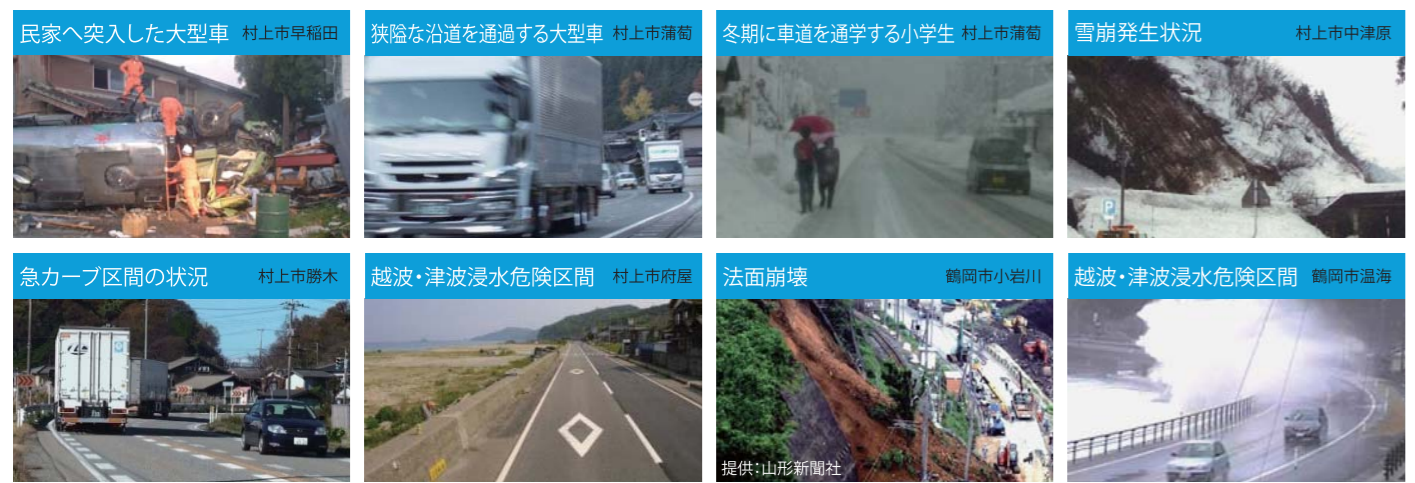 民家へ突入した大型車 村上市早稲田
狭隘な沿道を通過する大型車 村上市蒲萄
冬期に車道を通学する小学生 村上市蒲萄
雪崩発生状況 村上市中津原
P
急カーブ区間の状況 村上市勝木
越波・津波浸水危険区間 村上市府屋
法面崩壊 鶴岡市小岩川
越波・津波浸水危険区間 鶴岡市温海
提供：山形新聞社